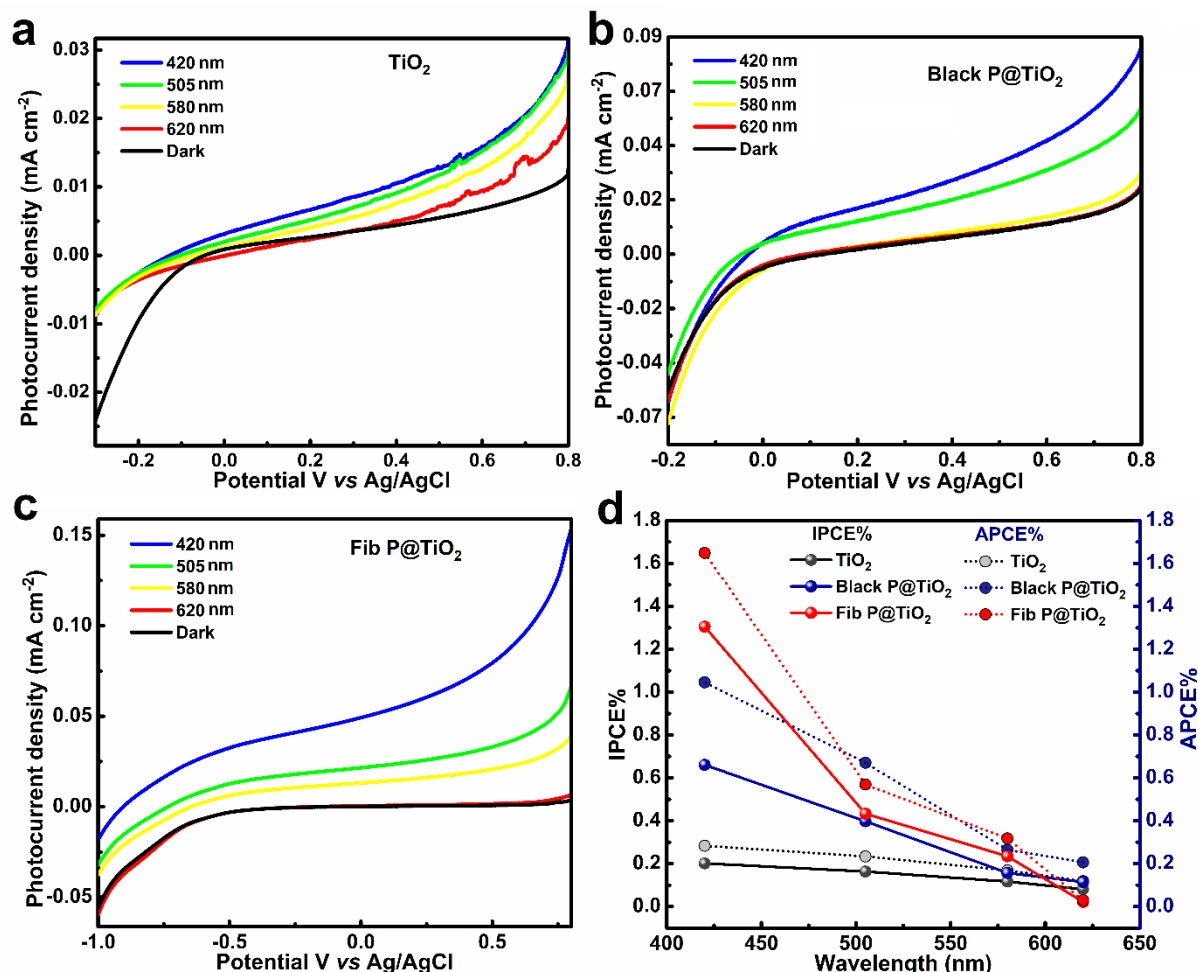 a
TiO₂
420 nm
505 nm
580 nm
620 nm
Dark
0.03
0.02
0.01
0.00
-0.01
-0.02
Photocurrent density (mA cm⁻²)
-0.2 0.0 0.2 0.4 0.6 0.8
Potential V vs Ag/AgCl
b
Black P@TiO₂
420 nm
505 nm
580 nm
620 nm
Dark
0.09
0.07
0.04
0.02
0.00
-0.02
-0.04
-0.07
Photocurrent density (mA cm⁻²)
-0.2 0.0 0.2 0.4 0.6 0.8
Potential V vs Ag/AgCl
c
Fib P@TiO₂
420 nm
505 nm
580 nm
620 nm
Dark
0.15
0.10
0.05
0.00
-0.05
Photocurrent density (mA cm⁻²)
-1.0 -0.5 0.0 0.5
Potential V vs Ag/AgCl
d
IPCE%
TiO₂
Black P@TiO₂
Fib P@TiO₂
APCE%
TiO₂
Black P@TiO₂
Fib P@TiO₂
1.8
1.6
1.4
1.2
1.0
0.8
0.6
0.4
0.2
0.0
IPCE%
1.8
1.6
1.4
1.2
1.0
0.8
0.6
0.4
0.2
0.0
APCE%
400 450 500 550 600 650
Wavelength (nm)